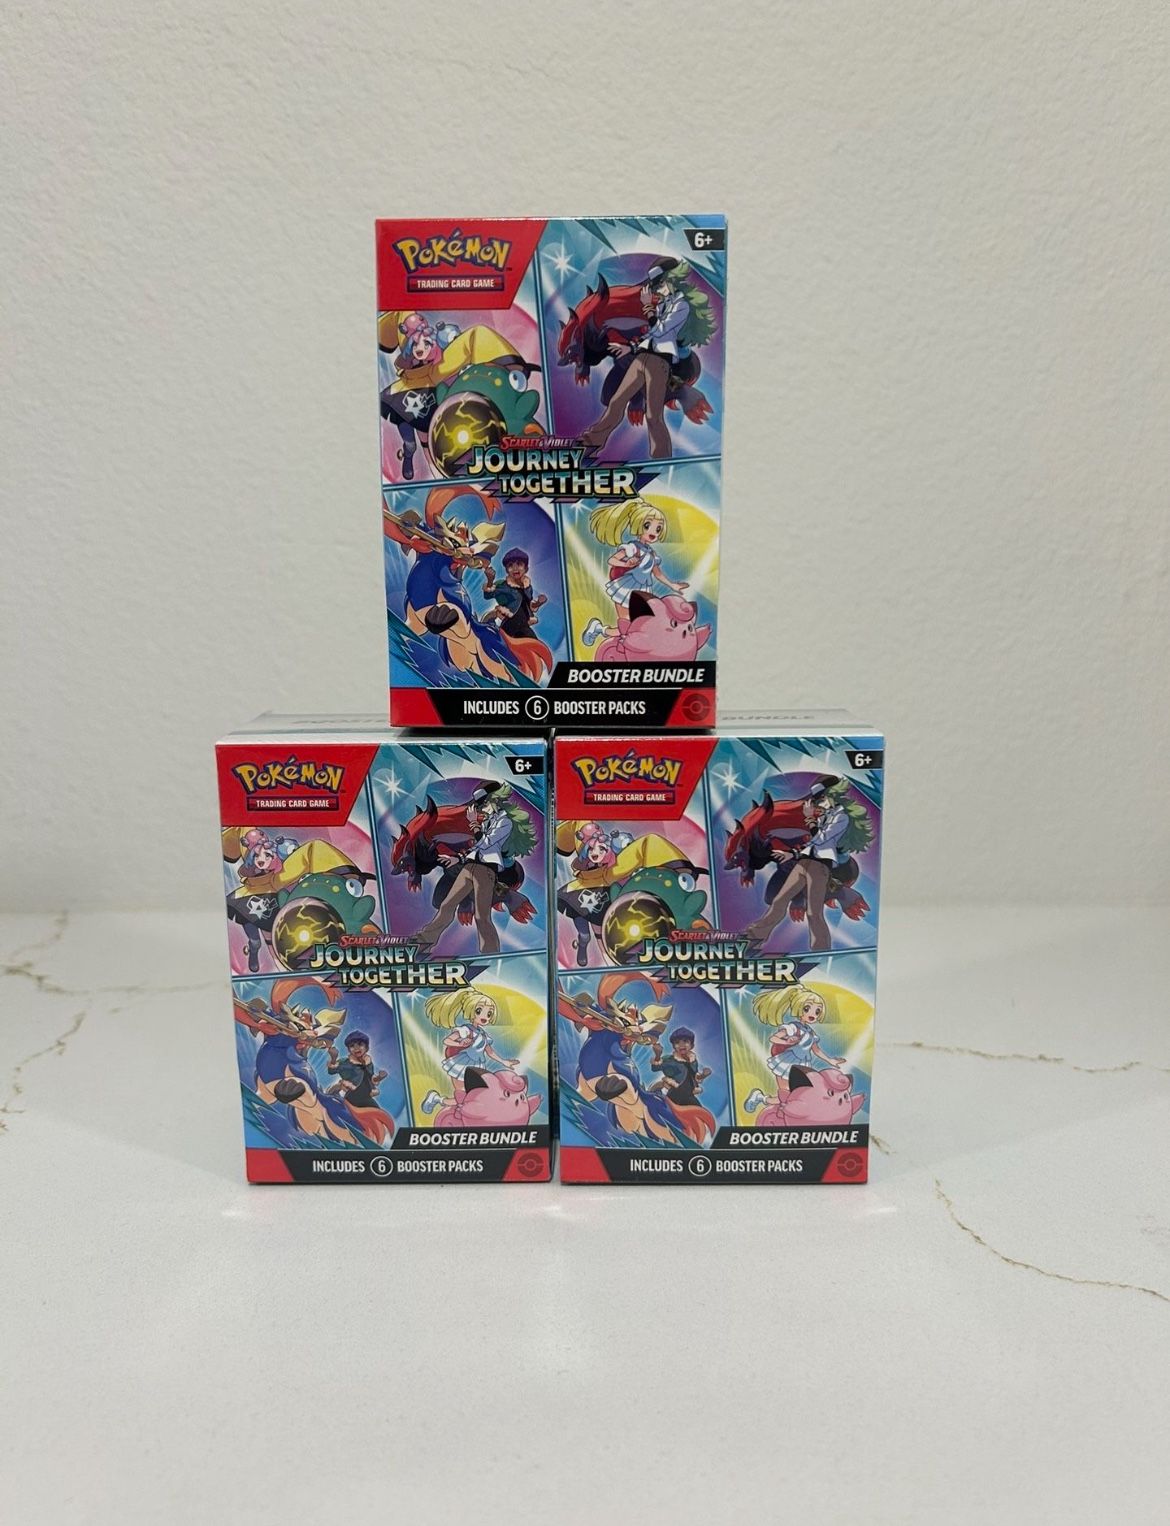 POKéMON
TRADING CARD GAME
6+
SCARLET & VIOLET
JOURNEY
TOGETHER
BOOSTER BUNDLE
INCLUDES 6 BOOSTER PACKS
BUNDLE
POKéMON
TRADING CARD GAME
6+
SCARLET & VIOLET
JOURNEY
TOGETHER
BOOSTER BUNDLE
INCLUDES 6 BOOSTER PACKS
POKéMON
TRADING CARD GAME
6+
SCARLET & VIOLET
JOURNEY
TOGETHER
BOOSTER BUNDLE
INCLUDES 6 BOOSTER PACKS